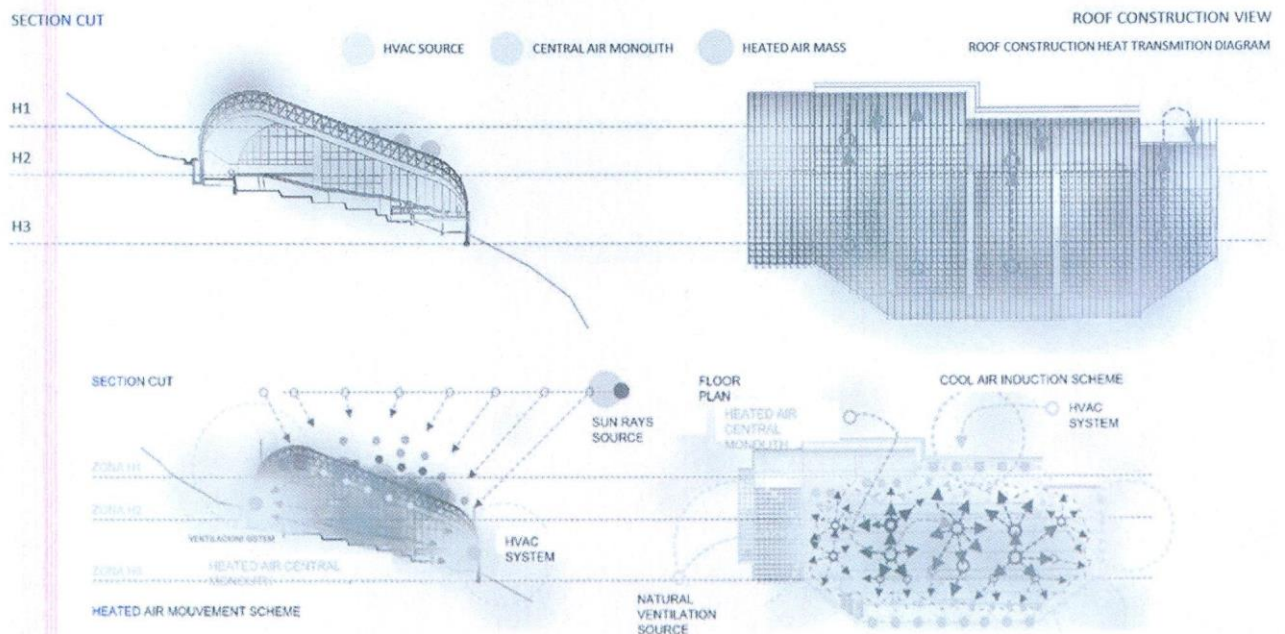 SECTION CUT
ROOF CONSTRUCTION VIEW
HVAC SOURCE
CENTRAL AIR MONOLITH
HEATED AIR MASS
ROOF CONSTRUCTION HEAT TRANSMITION DIAGRAM
H1
H2
H3
SECTION CUT
SUN RAYS
SOURCE
FLOOR
PLAN
HEATED AIR
CENTRAL
MONOLITH
COOL AIR INDUCTION SCHEME
HVAC
SYSTEM
ZONA H1
ZONA H2
VENTILACIONI SISTEM
HEATED AIR CENTRAL
MONOLITH
ZONA H3
HVAC
SYSTEM
HEATED AIR MOUVEMENT SCHEME
NATURAL
VENTILATION
SOURCE